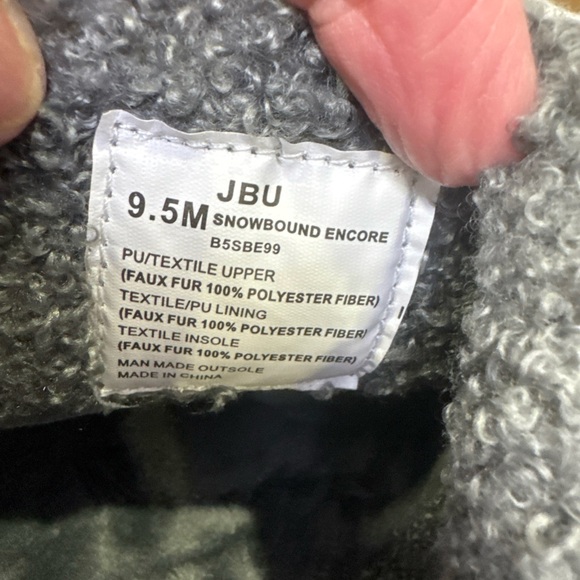 JBU
9.5M SNOWBOUND ENCORE
B5SBE99
PU/TEXTILE UPPER
(FAUX FUR 100% POLYESTER FIBER)
TEXTILE/PU LINING
(FAUX FUR 100% POLYESTER FIBER)
TEXTILE INSOLE
(FAUX FUR 100% POLYESTER FIBER)
MAN MADE OUTSOLE
MADE IN CHINA